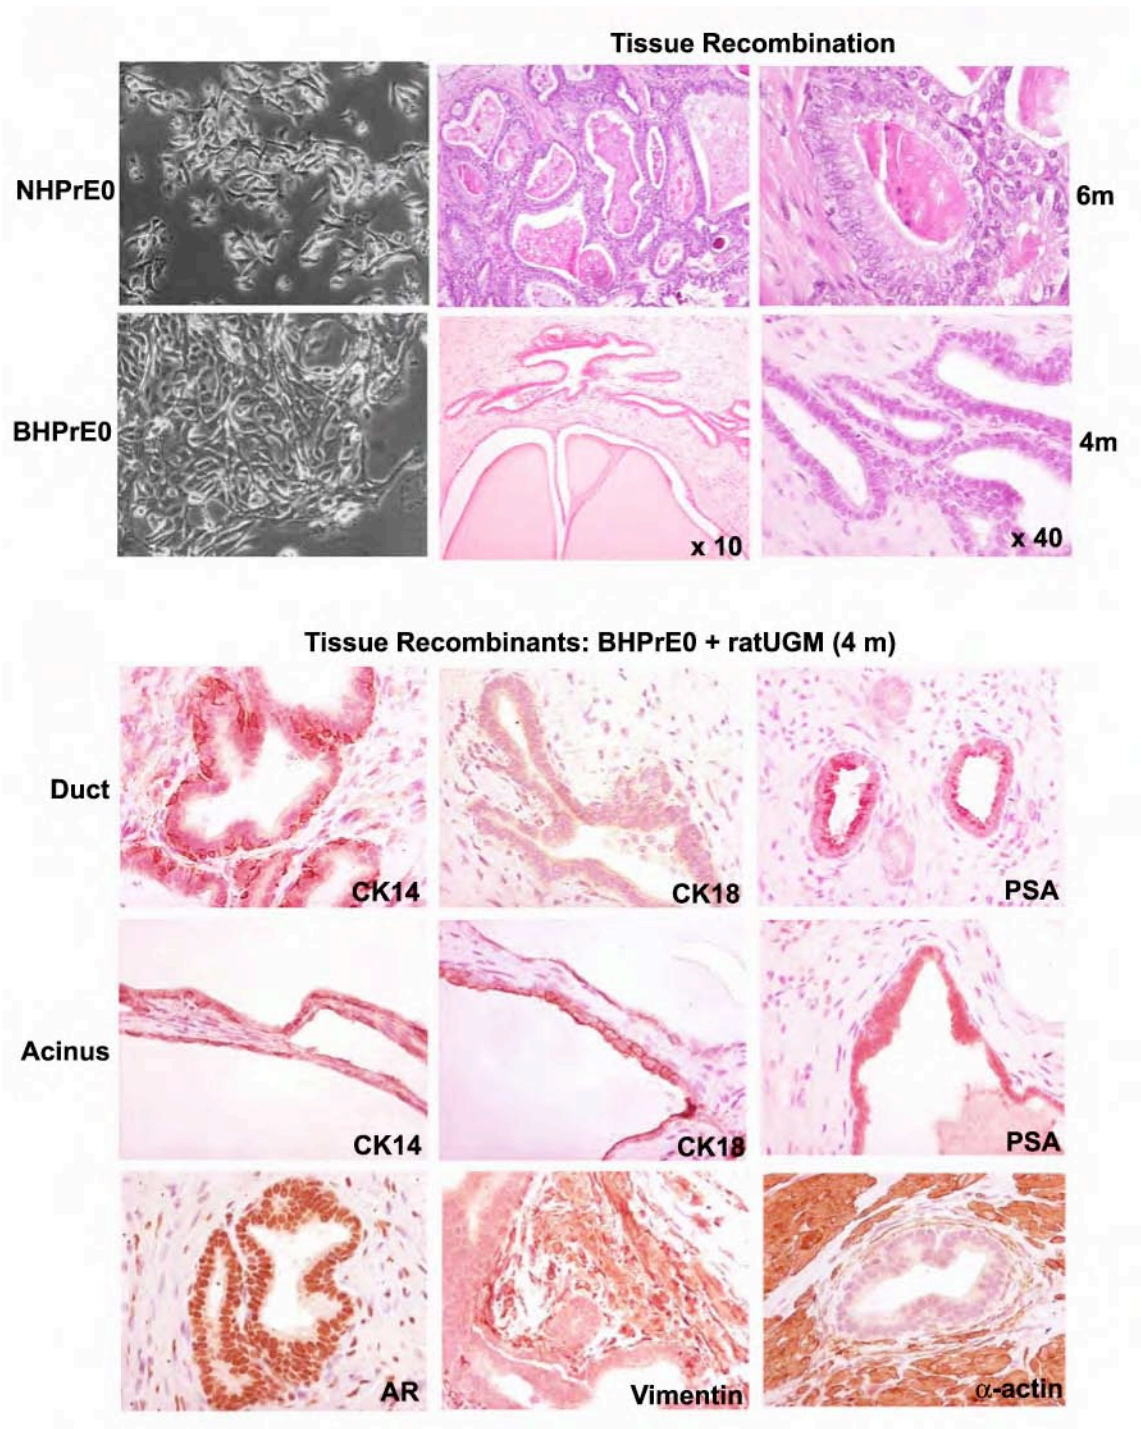 Tissue Recombination
NHPrE0
6m
BHPrE0
4m
x 10
x 40
Tissue Recombinants: BHPrE0 + ratUGM (4 m)
Duct
CK14
CK18
PSA
Acinus
CK14
CK18
PSA
AR
Vimentin
α-actin